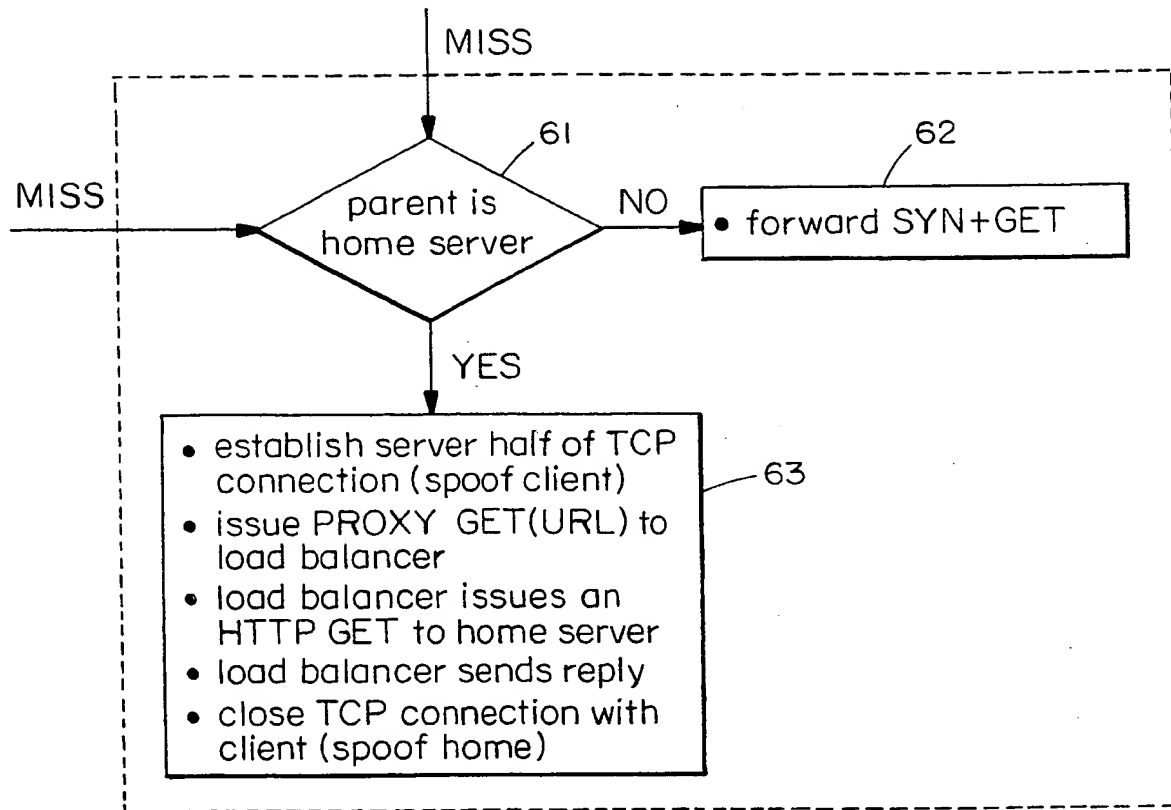 MISS
61
62
MISS
parent is
home server
NO
• forward SYN+GET
YES
• establish server half of TCP
connection (spoof client)
63
• issue PROXY GET(URL) to
load balancer
• load balancer issues an
HTTP GET to home server
• load balancer sends reply
• close TCP connection with
client (spoof home)